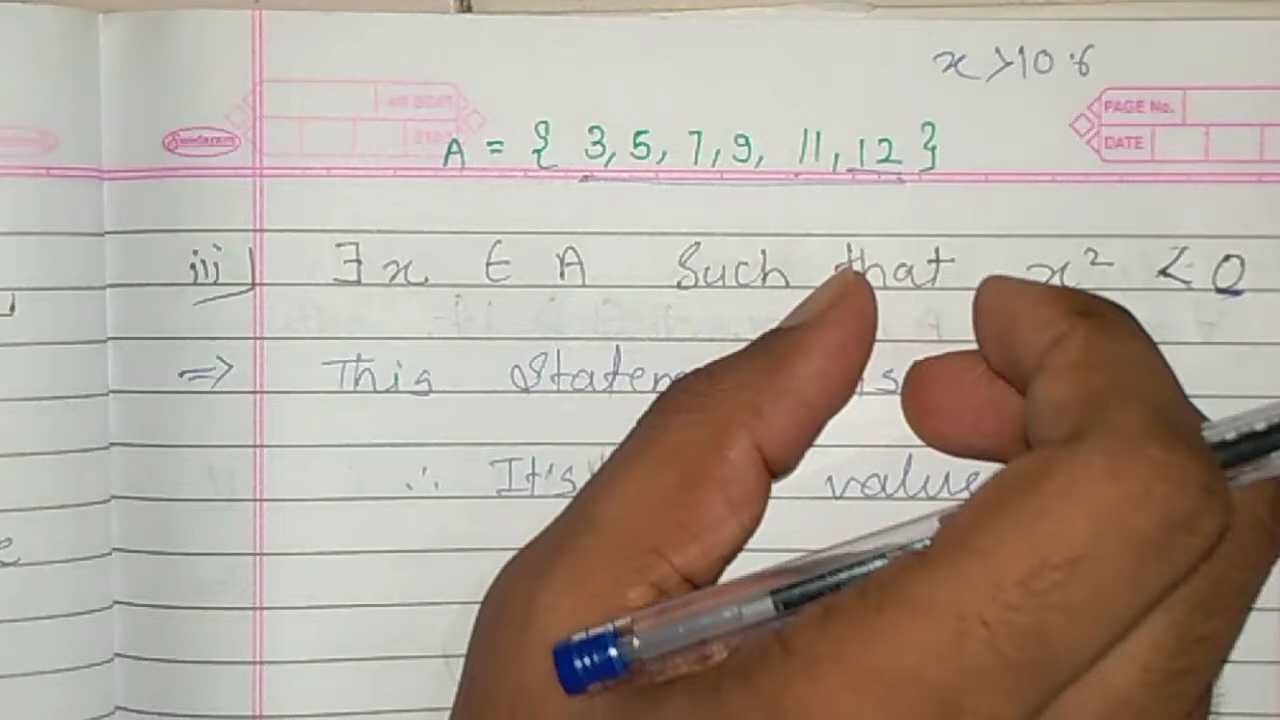 x > 10.6
Sundaram
PAGE No.
DATE
A = { 3, 5, 7, 9, 11, 12 }
iii) ∃ x ∈ A Such that x² < 0
⇒ This
∴ It's value